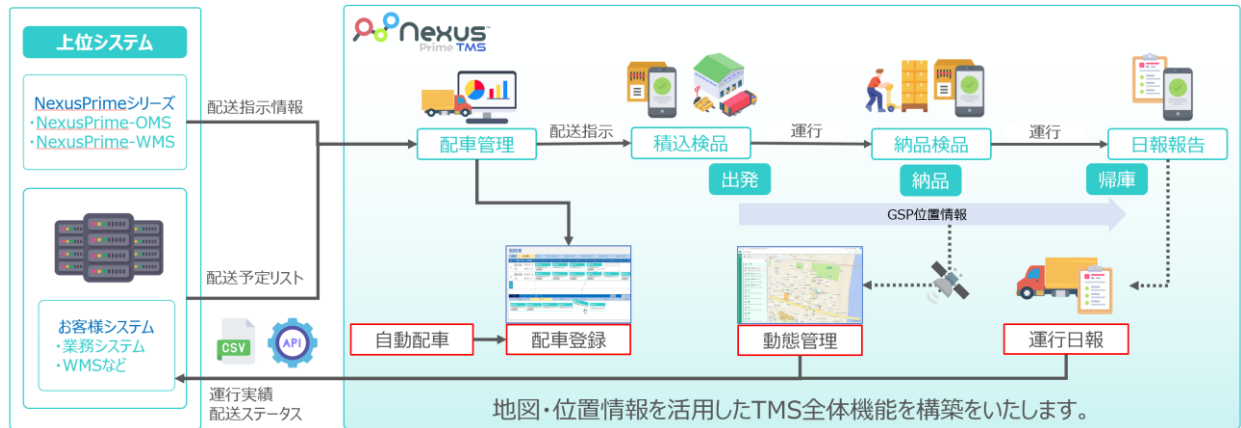 上位システム
NexusPrimeシリーズ
・NexusPrime-OMS
・NexusPrime-WMS
お客様システム
・業務システム
・WMSなど
配送指示情報
配送予定リスト
CSV
API
運行実績
配送ステータス
Nexus
Prime TMS
配車管理
配送指示
積込検品
運行
納品検品
運行
日報報告
出発
納品
帰庫
GSP位置情報
自動配車
配車登録
動態管理
運行日報
地図・位置情報を活用したTMS全体機能を構築をいたします。